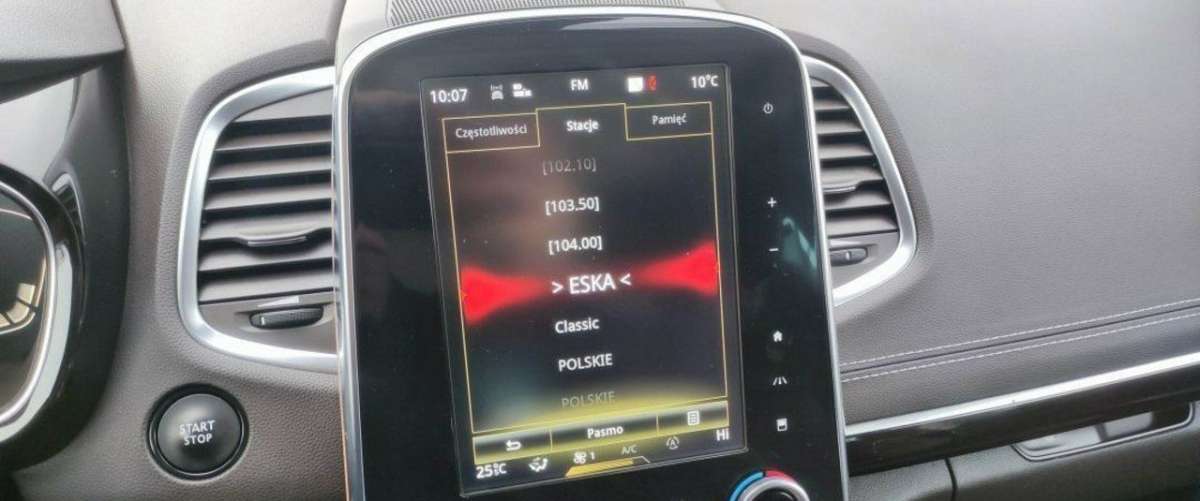 10:07 FM 10°C
Częstotliwości Stacje Pamięć
[102.10]
[103.50]
[104.00]
> ESKA <
Classic
POLSKIE
POLSKIE
Pasmo
25°C 1 A/C A Hi
START
STOP
+
-